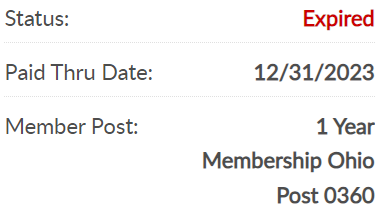 Status: Expired
Paid Thru Date: 12/31/2023
Member Post: 1 Year
Membership Ohio
Post 0360